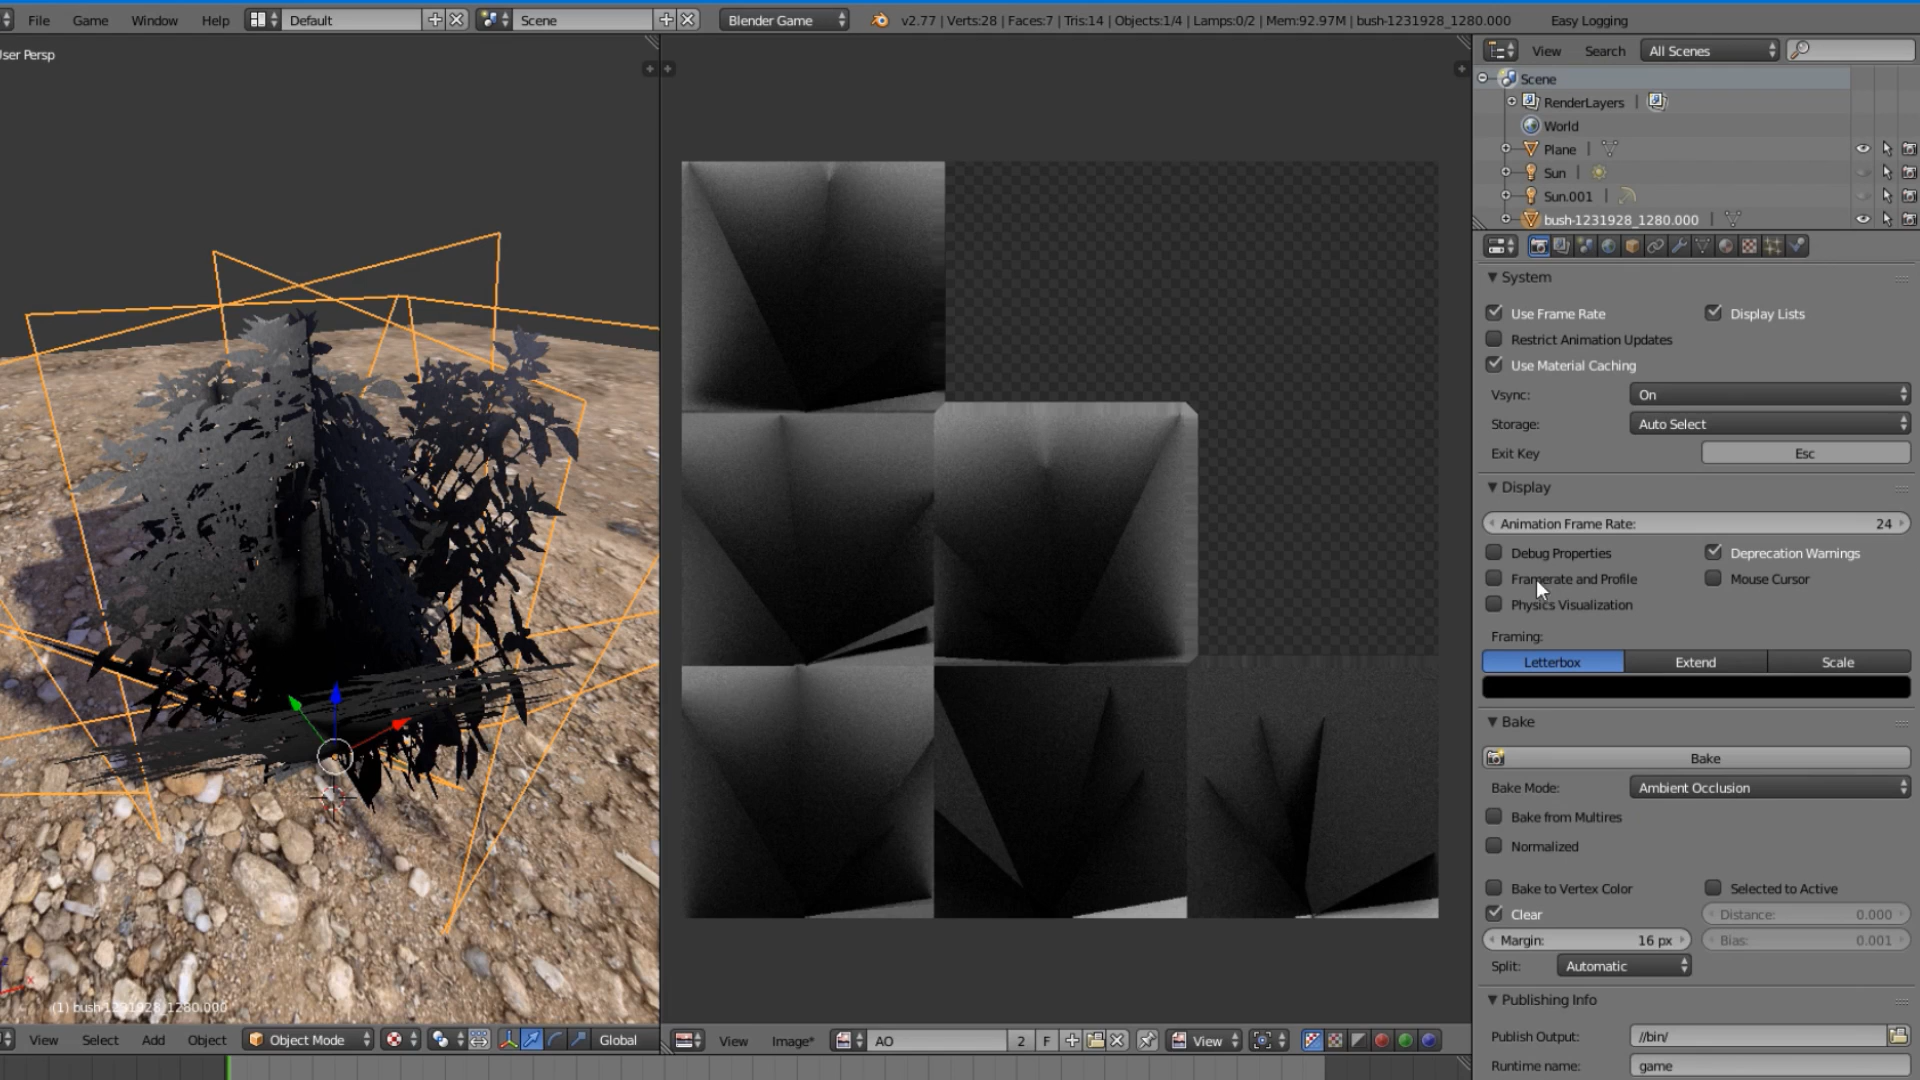 File Game Window Help Default Scene Blender Game v2.77 | Verts:28 | Faces:7 | Tris:14 | Objects:1/4 | Lamps:0/2 | Mem:92.97M | bush-1231928_1280.000 Easy Logging
User Persp
View Search All Scenes
Scene
RenderLayers |
World
Plane |
Sun |
Sun.001 |
bush-1231928_1280.000 |
System
Use Frame Rate Display Lists
Restrict Animation Updates
Use Material Caching
Vsync: On
Storage: Auto Select
Exit Key Esc
Display
Animation Frame Rate: 24
Debug Properties Deprecation Warnings
Framerate and Profile Mouse Cursor
Physics Visualization
Framing:
Letterbox Extend Scale
Bake
Bake
Bake Mode: Ambient Occlusion
Bake from Multires
Normalized
Bake to Vertex Color Selected to Active
Clear Distance: 0.000
Margin: 16 px Bias: 0.001
Split: Automatic
Publishing Info
Publish Output: //bin/
Runtime name: game
(1) bush-1231928_1280.000
View Select Add Object Object Mode Global View Image* AO 2 F View